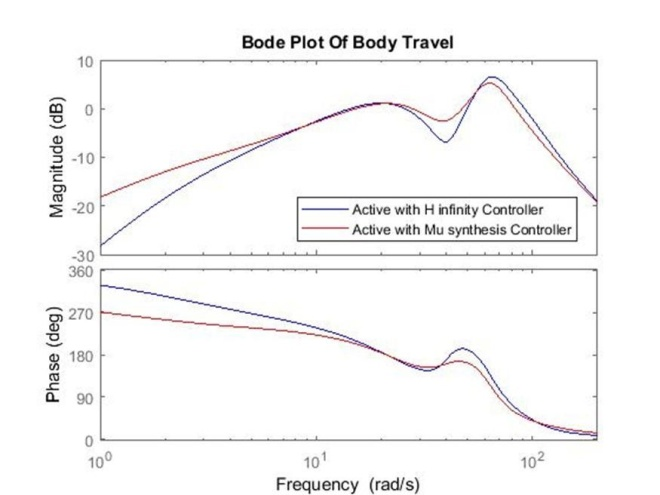 Bode Plot Of Body Travel
Magnitude (dB)
10
0
-10
-20
-30
Active with H infinity Controller
Active with Mu synthesis Controller
Phase (deg)
360
270
180
90
0
10^0
10^1
10^2
Frequency (rad/s)